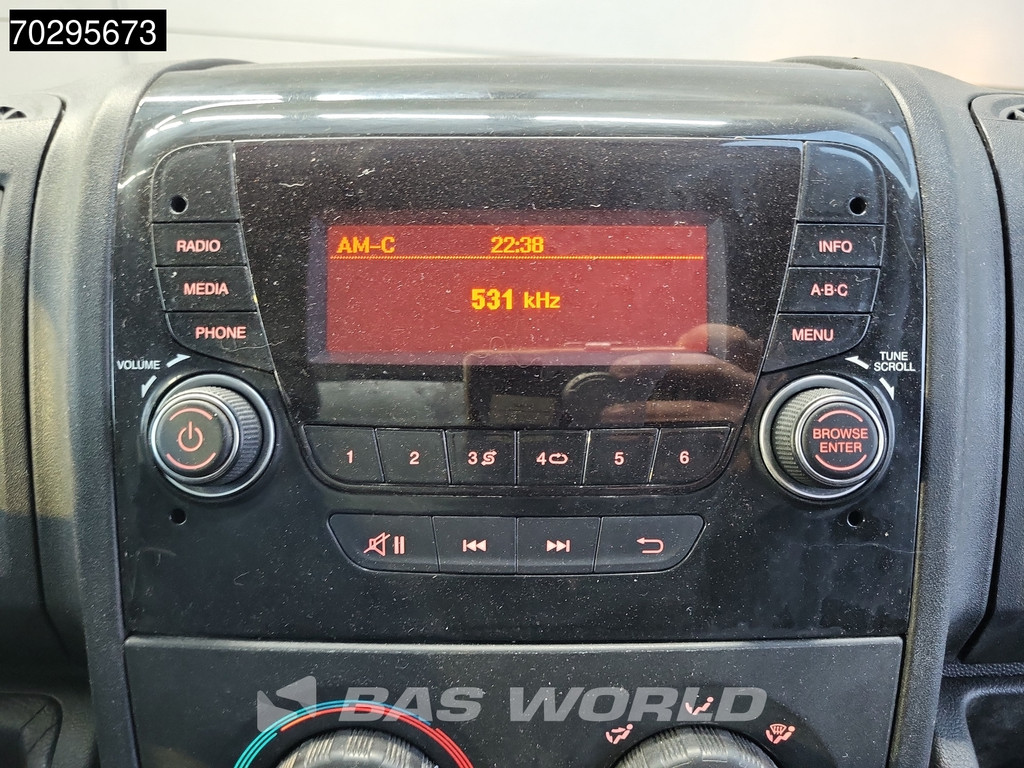 70295673
AM-C 22:38
531 kHz
RADIO
MEDIA
PHONE
VOLUME
INFO
A·B·C
MENU
TUNE
SCROLL
BROWSE
ENTER
1 2 3 4 5 6
BAS WORLD